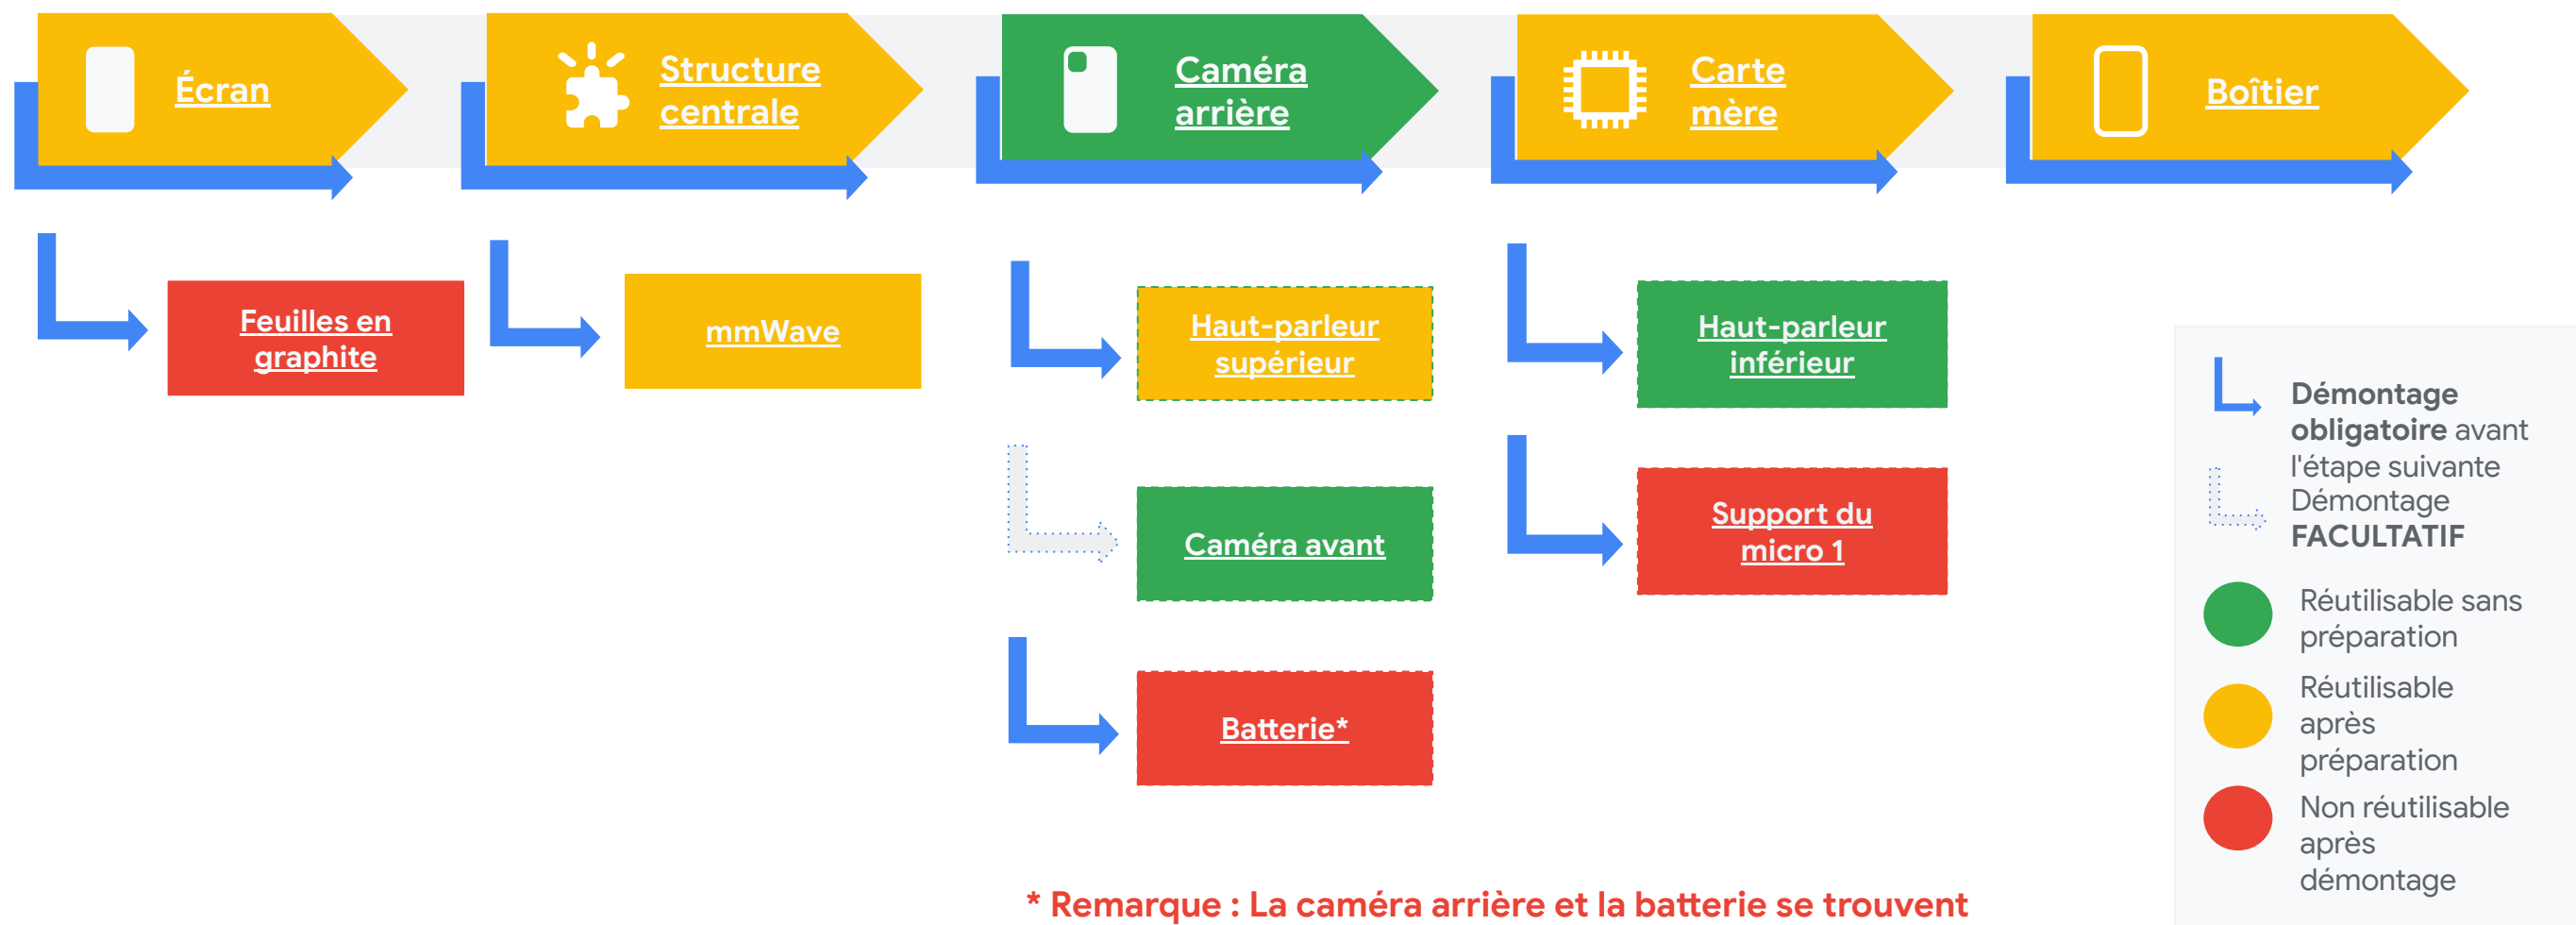 Écran
Structure
centrale
Caméra
arrière
Carte
mère
Boîtier
Feuilles en
graphite
mmWave
Haut-parleur
supérieur
Caméra avant
Batterie*
Haut-parleur
inférieur
Support du
micro 1
Démontage
obligatoire avant
l'étape suivante
Démontage
FACULTATIF
Réutilisable sans
préparation
Réutilisable
après
préparation
Non réutilisable
après
démontage
* Remarque : La caméra arrière et la batterie se trouvent